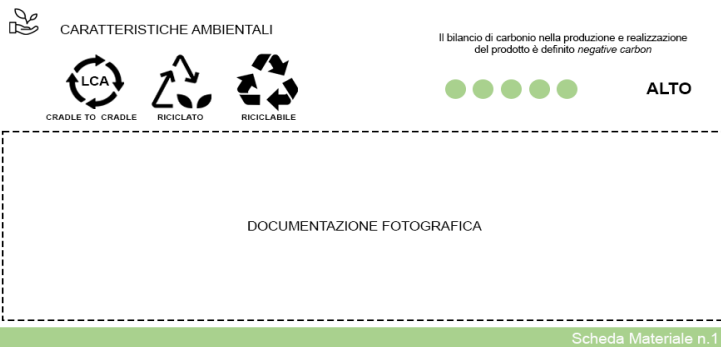 CARATTERISTICHE AMBIENTALI
Il bilancio di carbonio nella produzione e realizzazione
del prodotto è definito negative carbon
LCA
ALTO
CRADLE TO CRADLE
RICICLATO
RICICLABILE
DOCUMENTAZIONE FOTOGRAFICA
Scheda Materiale n.1